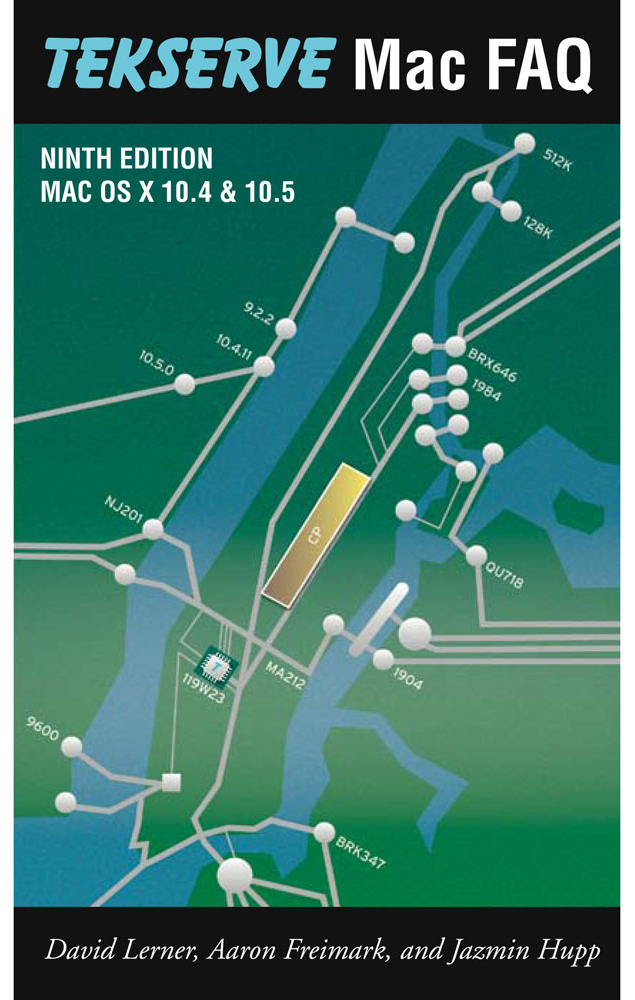 TEKSERVE Mac FAQ
NINTH EDITION
MAC OS X 10.4 & 10.5
512K
128K
9.2.2
10.4.11
10.5.0
BRX646
1984
NJ201
CP
QU718
MA212
119W23
T
1904
9600
BRK347
David Lerner, Aaron Freimark, and Jazmin Hupp